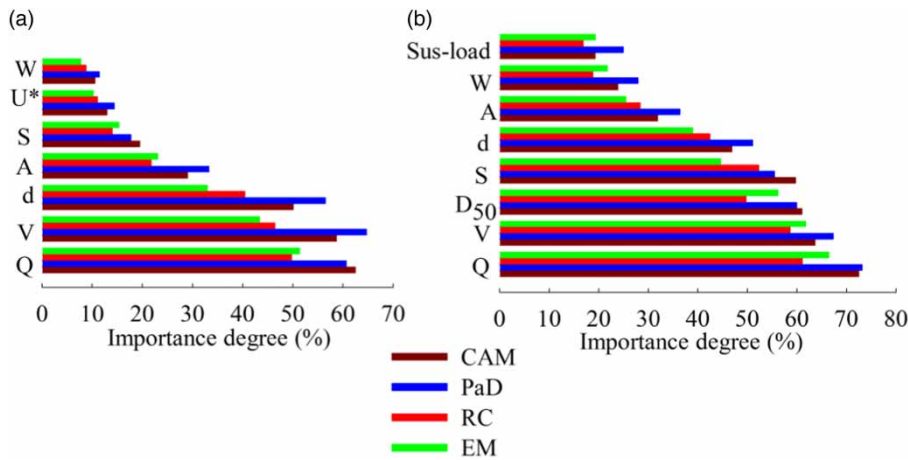 (a)
W
U*
S
A
d
V
Q
0 10 20 30 40 50 60 70
Importance degree (%)
(b)
Sus-load
W
A
d
S
D50
V
Q
0 10 20 30 40 50 60 70 80
Importance degree (%)
CAM
PaD
RC
EM